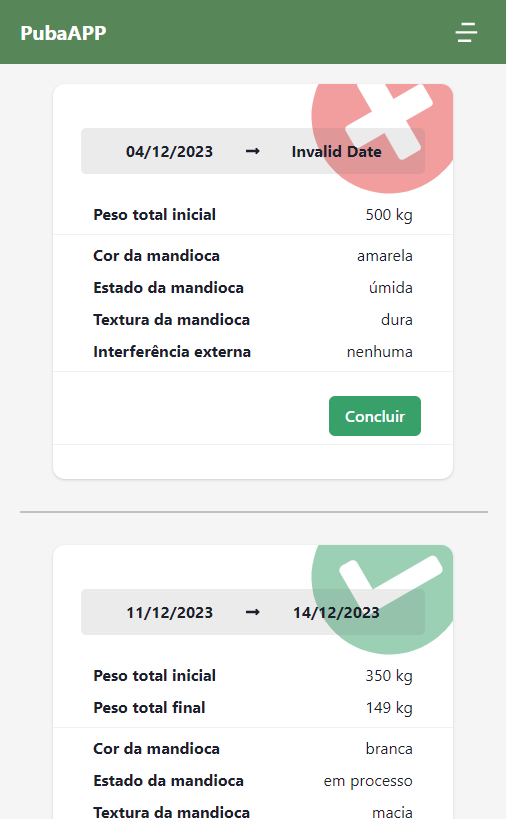 PubaAPP
04/12/2023 ➞ Invalid Date
Peso total inicial 500 kg
Cor da mandioca amarela
Estado da mandioca úmida
Textura da mandioca dura
Interferência externa nenhuma
Concluir
11/12/2023 ➞ 14/12/2023
Peso total inicial 350 kg
Peso total final 149 kg
Cor da mandioca branca
Estado da mandioca em processo
Textura da mandioca macia